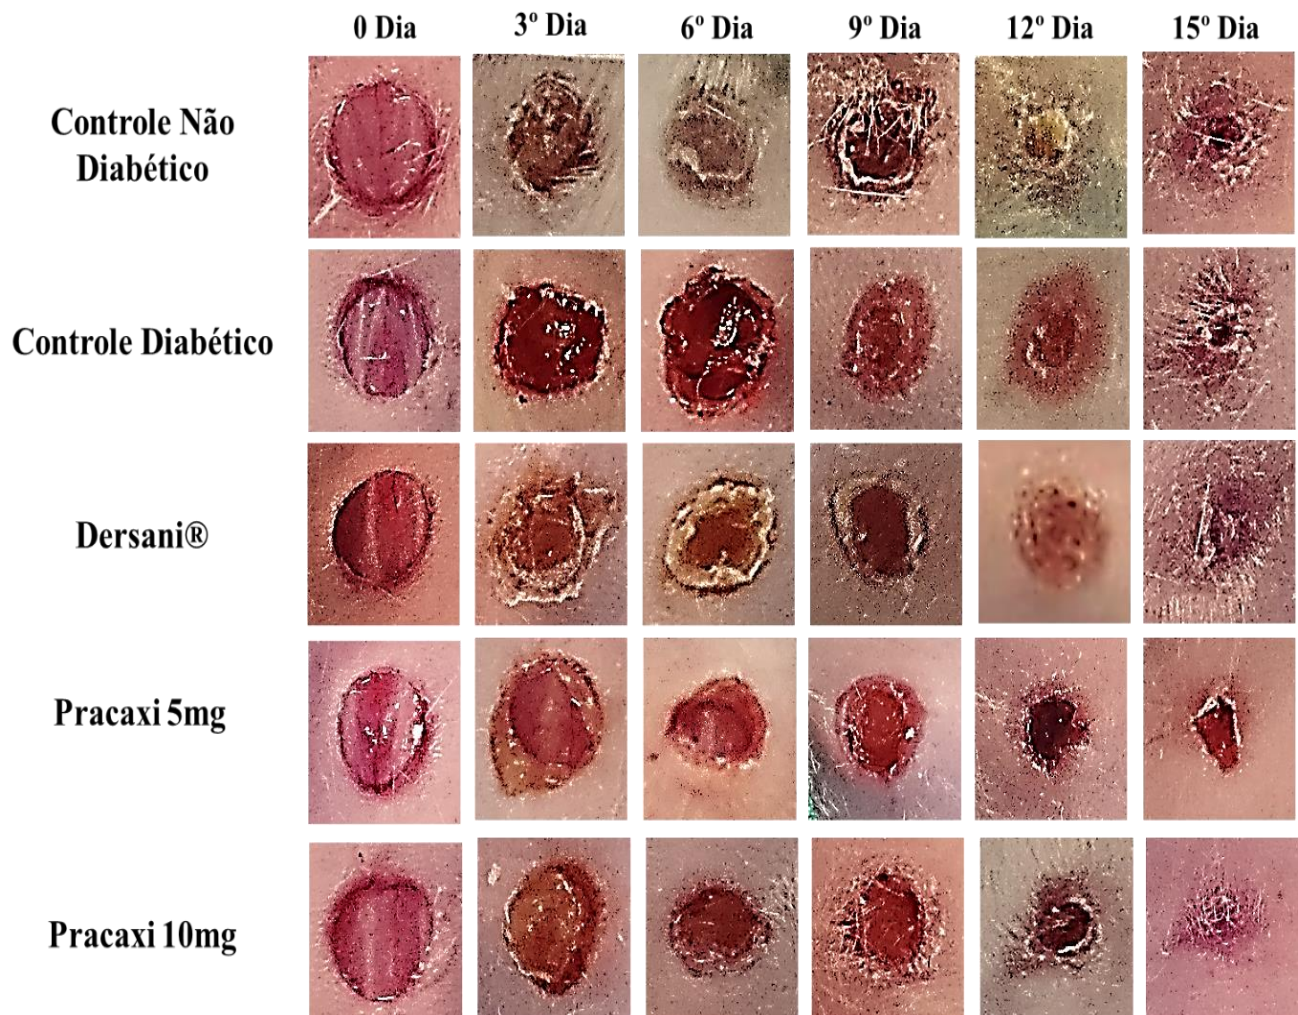 0 Dia 3º Dia 6º Dia 9º Dia 12º Dia 15º Dia
Controle Não
Diabético
Controle Diabético
Dersani®
Pracaxi 5mg
Pracaxi 10mg